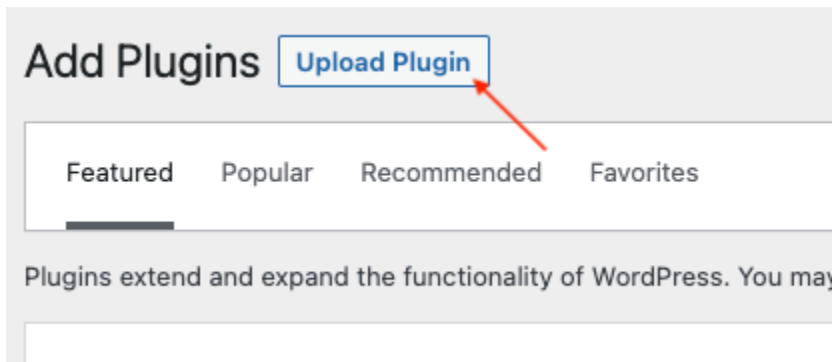 Add Plugins Upload Plugin
Featured Popular Recommended Favorites
Plugins extend and expand the functionality of WordPress. You may